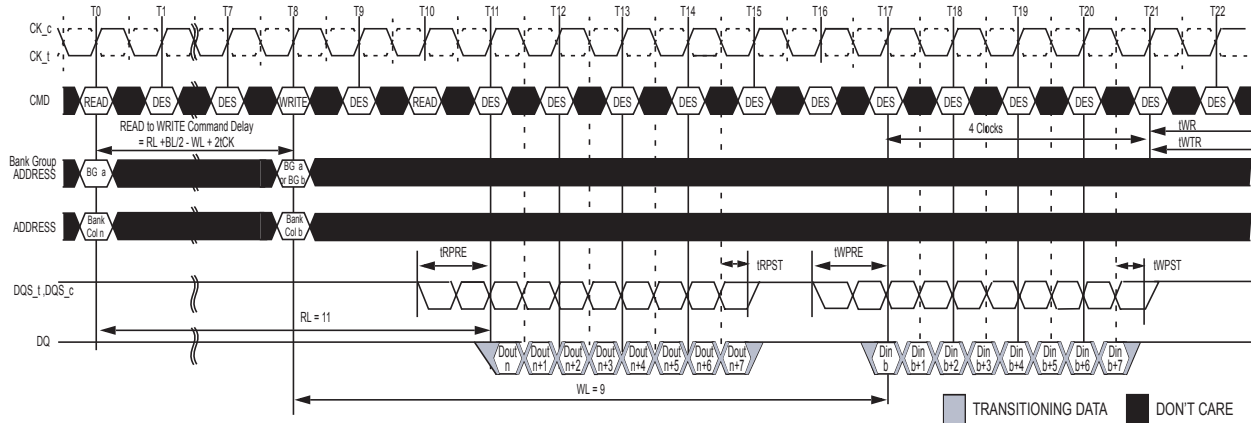 T0 T1 T7 T8 T9 T10 T11 T12 T13 T14 T15 T16 T17 T18 T19 T20 T21 T22
CK_c
CK_t
CMD READ DES DES WRITE DES READ DES DES DES DES DES DES DES DES DES DES DES DES
READ to WRITE Command Delay
= RL +BL/2 - WL + 2tCK
4 Clocks
tWR
tWTR
Bank Group
ADDRESS
BG a
BG a
or BG b
ADDRESS
Bank
Col n
Bank
Col b
tRPRE
tRPST
tWPRE
tWPST
DQS_t ,DQS_c
RL = 11
DQ
Dout
n
Dout
n+1
Dout
n+2
Dout
n+3
Dout
n+4
Dout
n+5
Dout
n+6
Dout
n+7
Din
b
Din
b+1
Din
b+2
Din
b+3
Din
b+4
Din
b+5
Din
b+6
Din
b+7
WL = 9
TRANSITIONING DATA
DON'T CARE